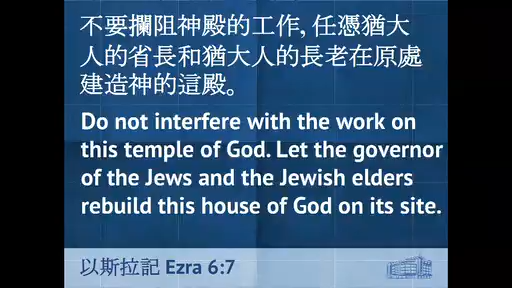 不要攔阻神殿的工作, 任憑猶大
人的省長和猶大人的長老在原處
建造神的這殿。
Do not interfere with the work on
this temple of God. Let the governor
of the Jews and the Jewish elders
rebuild this house of God on its site.
以斯拉記 Ezra 6:7